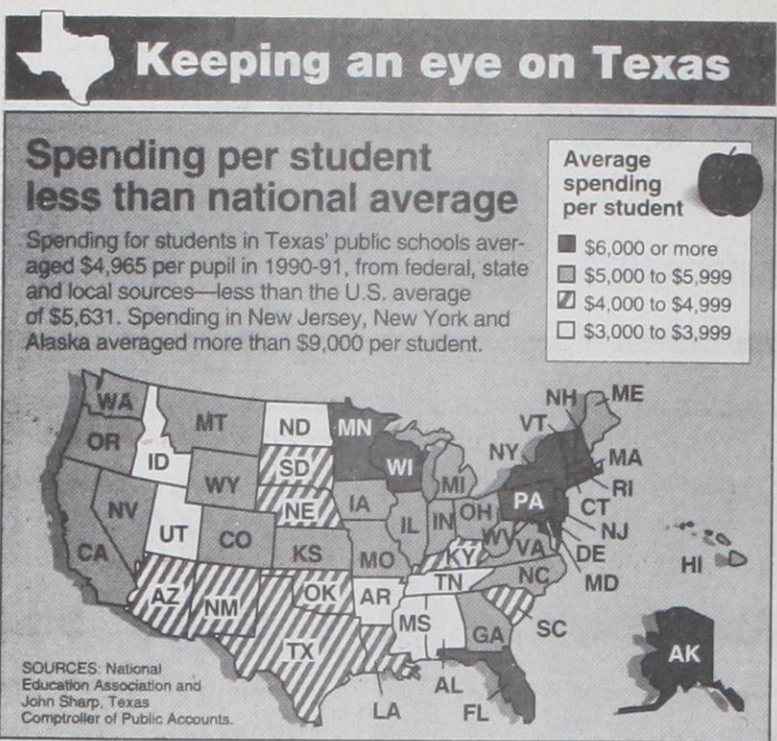 Keeping an eye on Texas
Spending per student
less than national average
Spending for students in Texas' public schools aver-
aged $4,965 per pupil in 1990-91, from federal, state
and local sources—less than the U.S. average
of $5,631. Spending in New Jersey, New York and
Alaska averaged more than $9,000 per student.
Average
spending
per student
$6,000 or more
$5,000 to $5,999
$4,000 to $4,999
$3,000 to $3,999
WA
MT
ND
MN
NH
ME
VT
OR
ID
SD
WI
NY
MA
WY
MI
RI
NV
NE
IA
PA
CT
UT
CO
IL
IN
OH
NJ
CA
KS
MO
WV
VA
DE
KY
MD
HI
AZ
NM
OK
AR
TN
NC
MS
GA
SC
TX
AK
AL
LA
FL
SOURCES: National
Education Association and
John Sharp, Texas
Comptroller of Public Accounts.